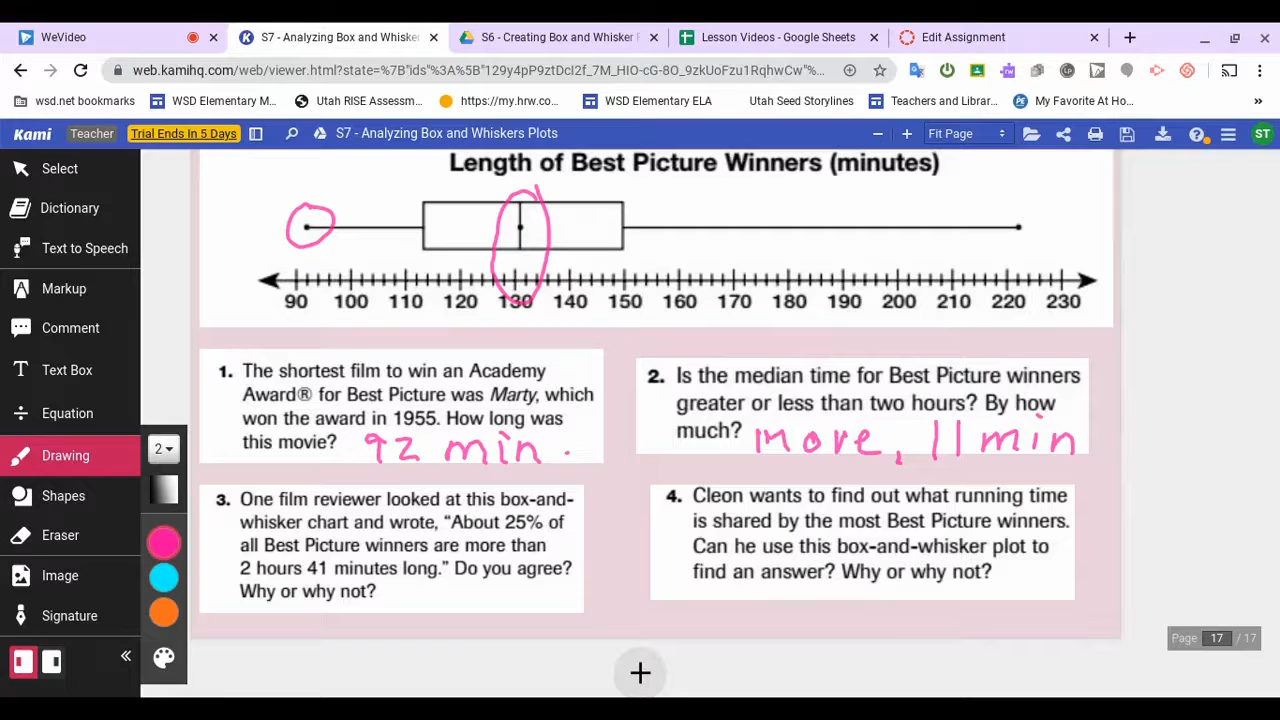 WeVideo
S7 - Analyzing Box and Whiske
S6 - Creating Box and Whisker
Lesson Videos - Google Sheets
Edit Assignment
web.kamihq.com/web/viewer.html?state=%7B"ids"%3A%5B"129y4pP9ztDcI2f_7M_HIO-cG-8O_9zkUoFzu1RqhwCw"%...
wsd.net bookmarks
WSD Elementary M...
Utah RISE Assessm...
https://my.hrw.co...
WSD Elementary ELA
Utah Seed Storylines
Teachers and Librar...
My Favorite At Ho...
»
Kami
Teacher
Trial Ends In 5 Days
S7 - Analyzing Box and Whiskers Plots
Fit Page
ST
Select
Dictionary
Text to Speech
Markup
Comment
Text Box
Equation
Drawing
Shapes
Eraser
Image
Signature
2
Length of Best Picture Winners (minutes)
90 100 110 120 130 140 150 160 170 180 190 200 210 220 230
1. The shortest film to win an Academy
Award® for Best Picture was Marty, which
won the award in 1955. How long was
this movie? 92 min.
2. Is the median time for Best Picture winners
greater or less than two hours? By how
much? more, 11 min
3. One film reviewer looked at this box-and-
whisker chart and wrote, "About 25% of
all Best Picture winners are more than
2 hours 41 minutes long." Do you agree?
Why or why not?
4. Cleon wants to find out what running time
is shared by the most Best Picture winners.
Can he use this box-and-whisker plot to
find an answer? Why or why not?
Page 17 / 17